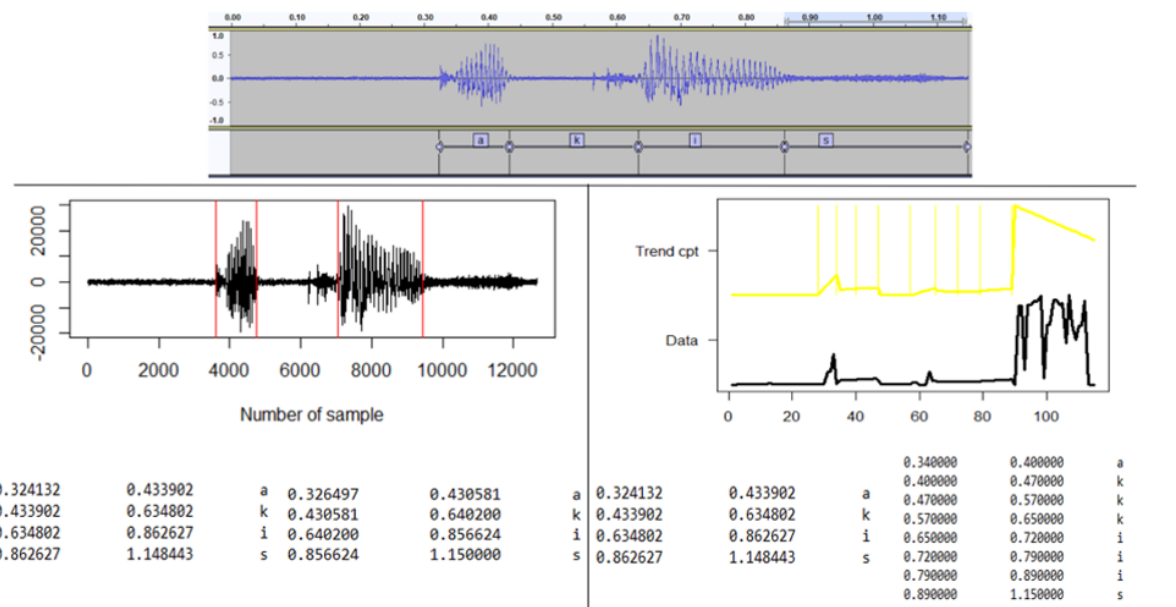 0.00 0.10 0.20 0.30 0.40 0.50 0.60 0.70 0.80 0.90 1.00 1.10
1.0
0.5
0.0
-0.5
-1.0
a k i s
20000
0
-20000
0 2000 4000 6000 8000 10000 12000
Number of sample
Trend cpt
Data
0 20 40 60 80 100
0.324132 0.433902 a
0.433902 0.634802 k
0.634802 0.862627 i
0.862627 1.148443 s
0.326497 0.430581 a
0.430581 0.640200 k
0.640200 0.856624 i
0.856624 1.150000 s
0.324132 0.433902 a
0.433902 0.634802 k
0.634802 0.862627 i
0.862627 1.148443 s
0.340000 0.400000 a
0.400000 0.470000 k
0.470000 0.570000 k
0.570000 0.650000 k
0.650000 0.720000 i
0.720000 0.790000 i
0.790000 0.890000 i
0.890000 1.150000 s